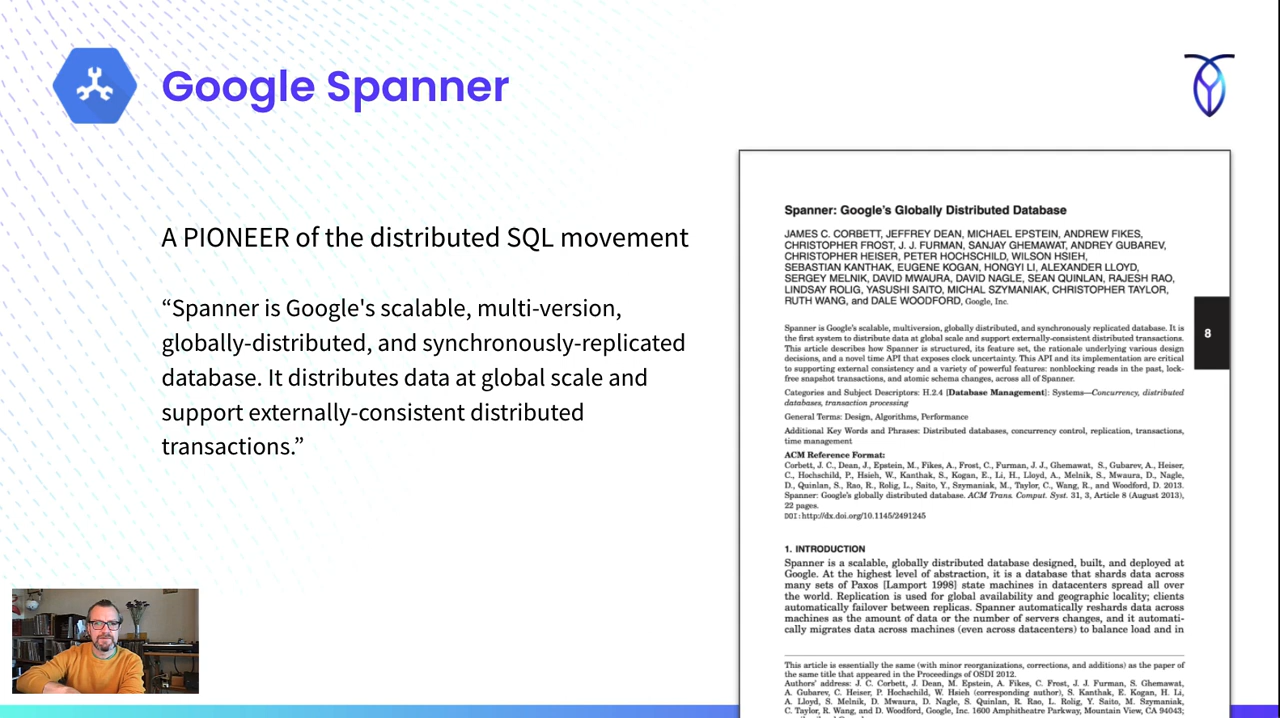 Google Spanner
A PIONEER of the distributed SQL movement
“Spanner is Google's scalable, multi-version,
globally-distributed, and synchronously-replicated
database. It distributes data at global scale and
support externally-consistent distributed
transactions.”
Spanner: Google’s Globally Distributed Database
JAMES C. CORBETT, JEFFREY DEAN, MICHAEL EPSTEIN, ANDREW FIKES,
CHRISTOPHER FROST, J. J. FURMAN, SANJAY GHEMAWAT, ANDREY GUBAREV,
CHRISTOPHER HEISER, PETER HOCHSCHILD, WILSON HSIEH,
SEBASTIAN KANTHAK, EUGENE KOGAN, HONGYI LI, ALEXANDER LLOYD,
SERGEY MELNIK, DAVID MWAURA, DAVID NAGLE, SEAN QUINLAN, RAJESH RAO,
LINDSAY ROLIG, YASUSHI SAITO, MICHAL SZYMANIAK, CHRISTOPHER TAYLOR,
RUTH WANG, and DALE WOODFORD, Google, Inc.
8
Spanner is Google’s scalable, multiversion, globally distributed, and synchronously replicated database. It is
the first system to distribute data at global scale and support externally-consistent distributed transactions.
This article describes how Spanner is structured, its feature set, the rationale underlying various design
decisions, and a novel time API that exposes clock uncertainty. This API and its implementation are critical
to supporting external consistency and a variety of powerful features: nonblocking reads in the past, lock-
free snapshot transactions, and atomic schema changes, across all of Spanner.
Categories and Subject Descriptors: H.2.4 [Database Management]: Systems—Concurrency, distributed
databases, transaction processing
General Terms: Design, Algorithms, Performance
Additional Key Words and Phrases: Distributed databases, concurrency control, replication, transactions,
time management
ACM Reference Format:
Corbett, J. C., Dean, J., Epstein, M., Fikes, A., Frost, C., Furman, J. J., Ghemawat, S., Gubarev, A., Heiser,
C., Hochschild, P., Hsieh, W., Kanthak, S., Kogan, E., Li, H., Lloyd, A., Melnik, S., Mwaura, D., Nagle,
D., Quinlan, S., Rao, R., Rolig, L., Saito, Y., Szymaniak, M., Taylor, C., Wang, R., and Woodford, D. 2013.
Spanner: Google’s globally distributed database. ACM Trans. Comput. Syst. 31, 3, Article 8 (August 2013),
22 pages.
DOI:http://dx.doi.org/10.1145/2491245
1. INTRODUCTION
Spanner is a scalable, globally distributed database designed, built, and deployed at
Google. At the highest level of abstraction, it is a database that shards data across
many sets of Paxos [Lamport 1998] state machines in datacenters spread all over
the world. Replication is used for global availability and geographic locality; clients
automatically failover between replicas. Spanner automatically reshards data across
machines as the amount of data or the number of servers changes, and it automati-
cally migrates data across machines (even across datacenters) to balance load and in
This article is essentially the same (with minor reorganizations, corrections, and additions) as the paper of
the same title that appeared in the Proceedings of OSDI 2012.
Authors’ address: J. C. Corbett, J. Dean, M. Epstein, A. Fikes, C. Frost, J. J. Furman, S. Ghemawat,
A. Gubarev, C. Heiser, P. Hochschild, W. Hsieh (corresponding author), S. Kanthak, E. Kogan, H. Li,
A. Lloyd, S. Melnik, D. Mwaura, D. Nagle, S. Quinlan, R. Rao, L. Rolig, Y. Saito, M. Szymaniak,
C. Taylor, R. Wang, and D. Woodford, Google, Inc. 1600 Amphitheatre Parkway, Mountain View, CA 94043;